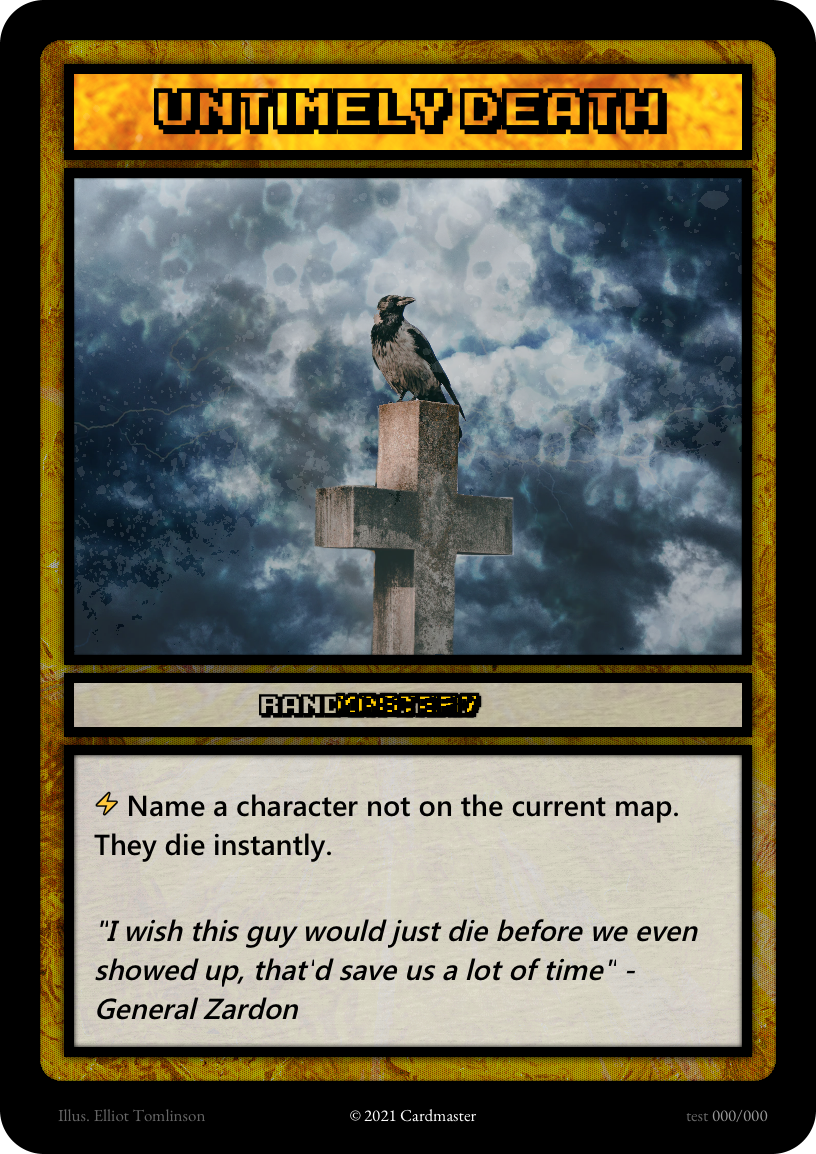 UNTIMELY DEATH
⚡ Name a character not on the current map.
They die instantly.
"I wish this guy would just die before we even
showed up, that'd save us a lot of time" -
General Zardon
Illus. Elliot Tomlinson © 2021 Cardmaster test 000/000